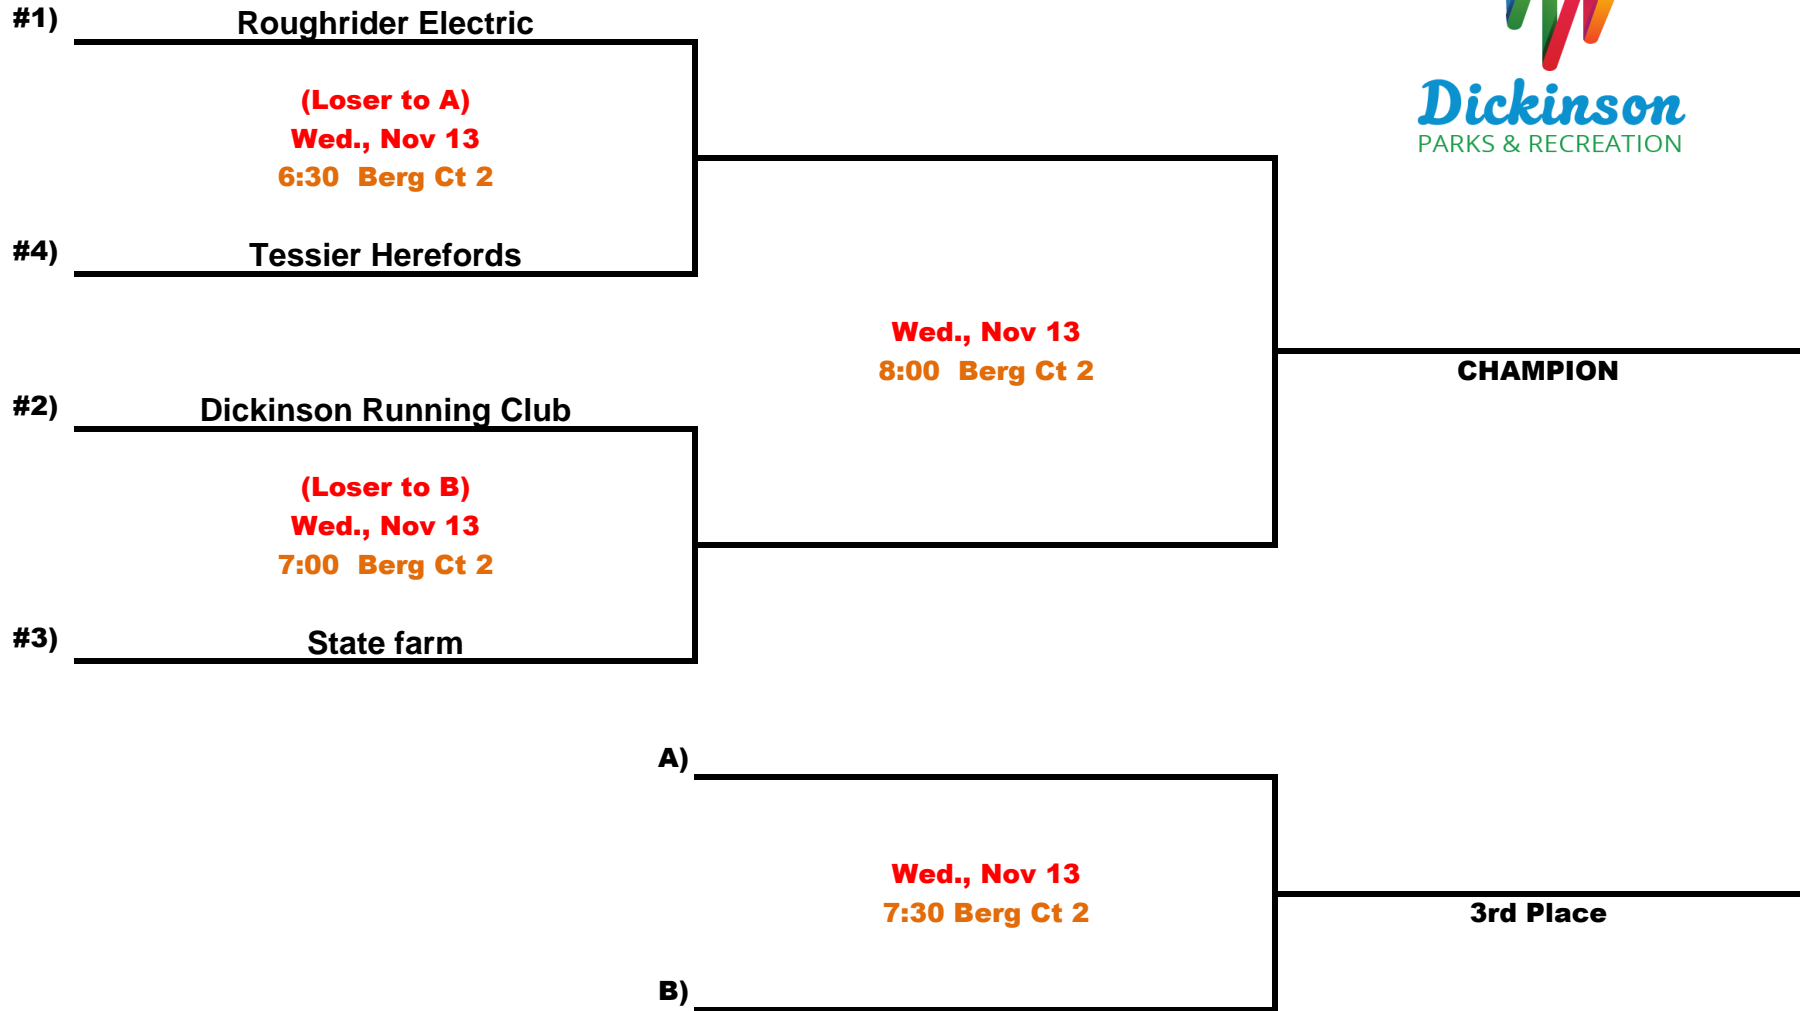 #1) Roughrider Electric
Dickinson
PARKS & RECREATION
(Loser to A)
Wed., Nov 13
6:30 Berg Ct 2
#4) Tessier Herefords
Wed., Nov 13
8:00 Berg Ct 2
CHAMPION
#2) Dickinson Running Club
(Loser to B)
Wed., Nov 13
7:00 Berg Ct 2
#3) State farm
A)
Wed., Nov 13
7:30 Berg Ct 2
3rd Place
B)